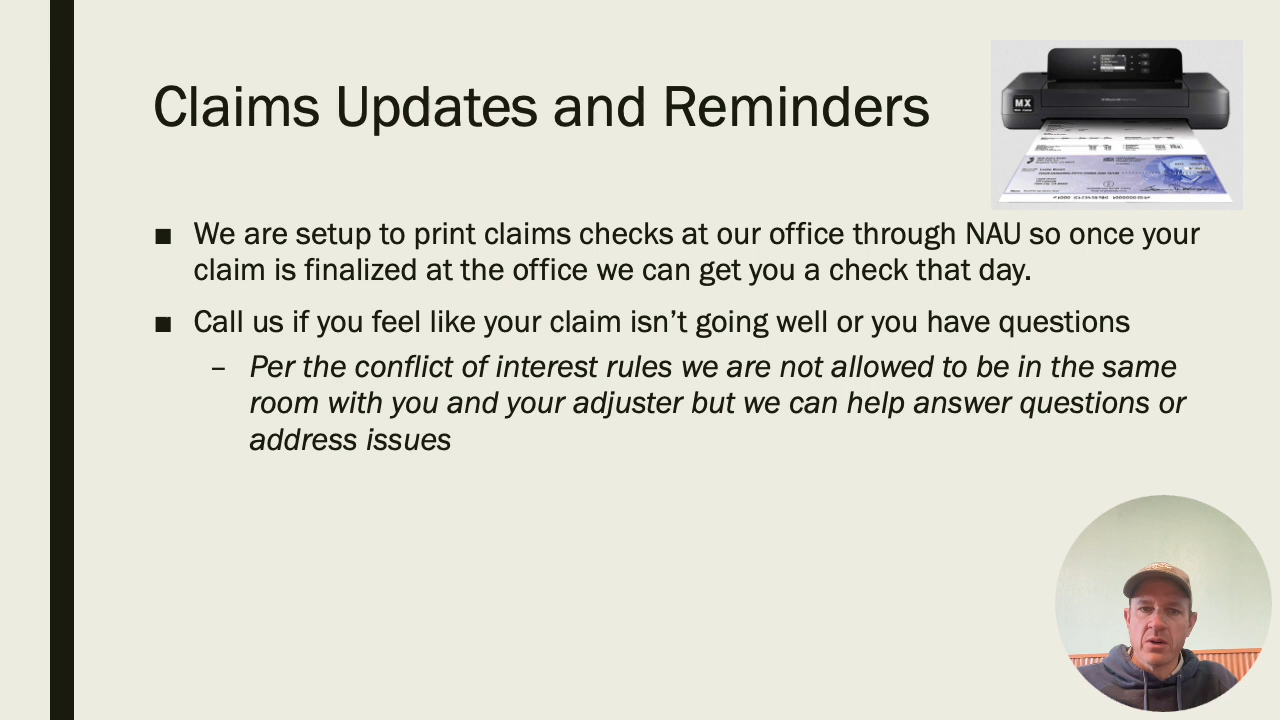 Claims Updates and Reminders
MX
■ We are setup to print claims checks at our office through NAU so once your
claim is finalized at the office we can get you a check that day.
■ Call us if you feel like your claim isn’t going well or you have questions
– Per the conflict of interest rules we are not allowed to be in the same
room with you and your adjuster but we can help answer questions or
address issues